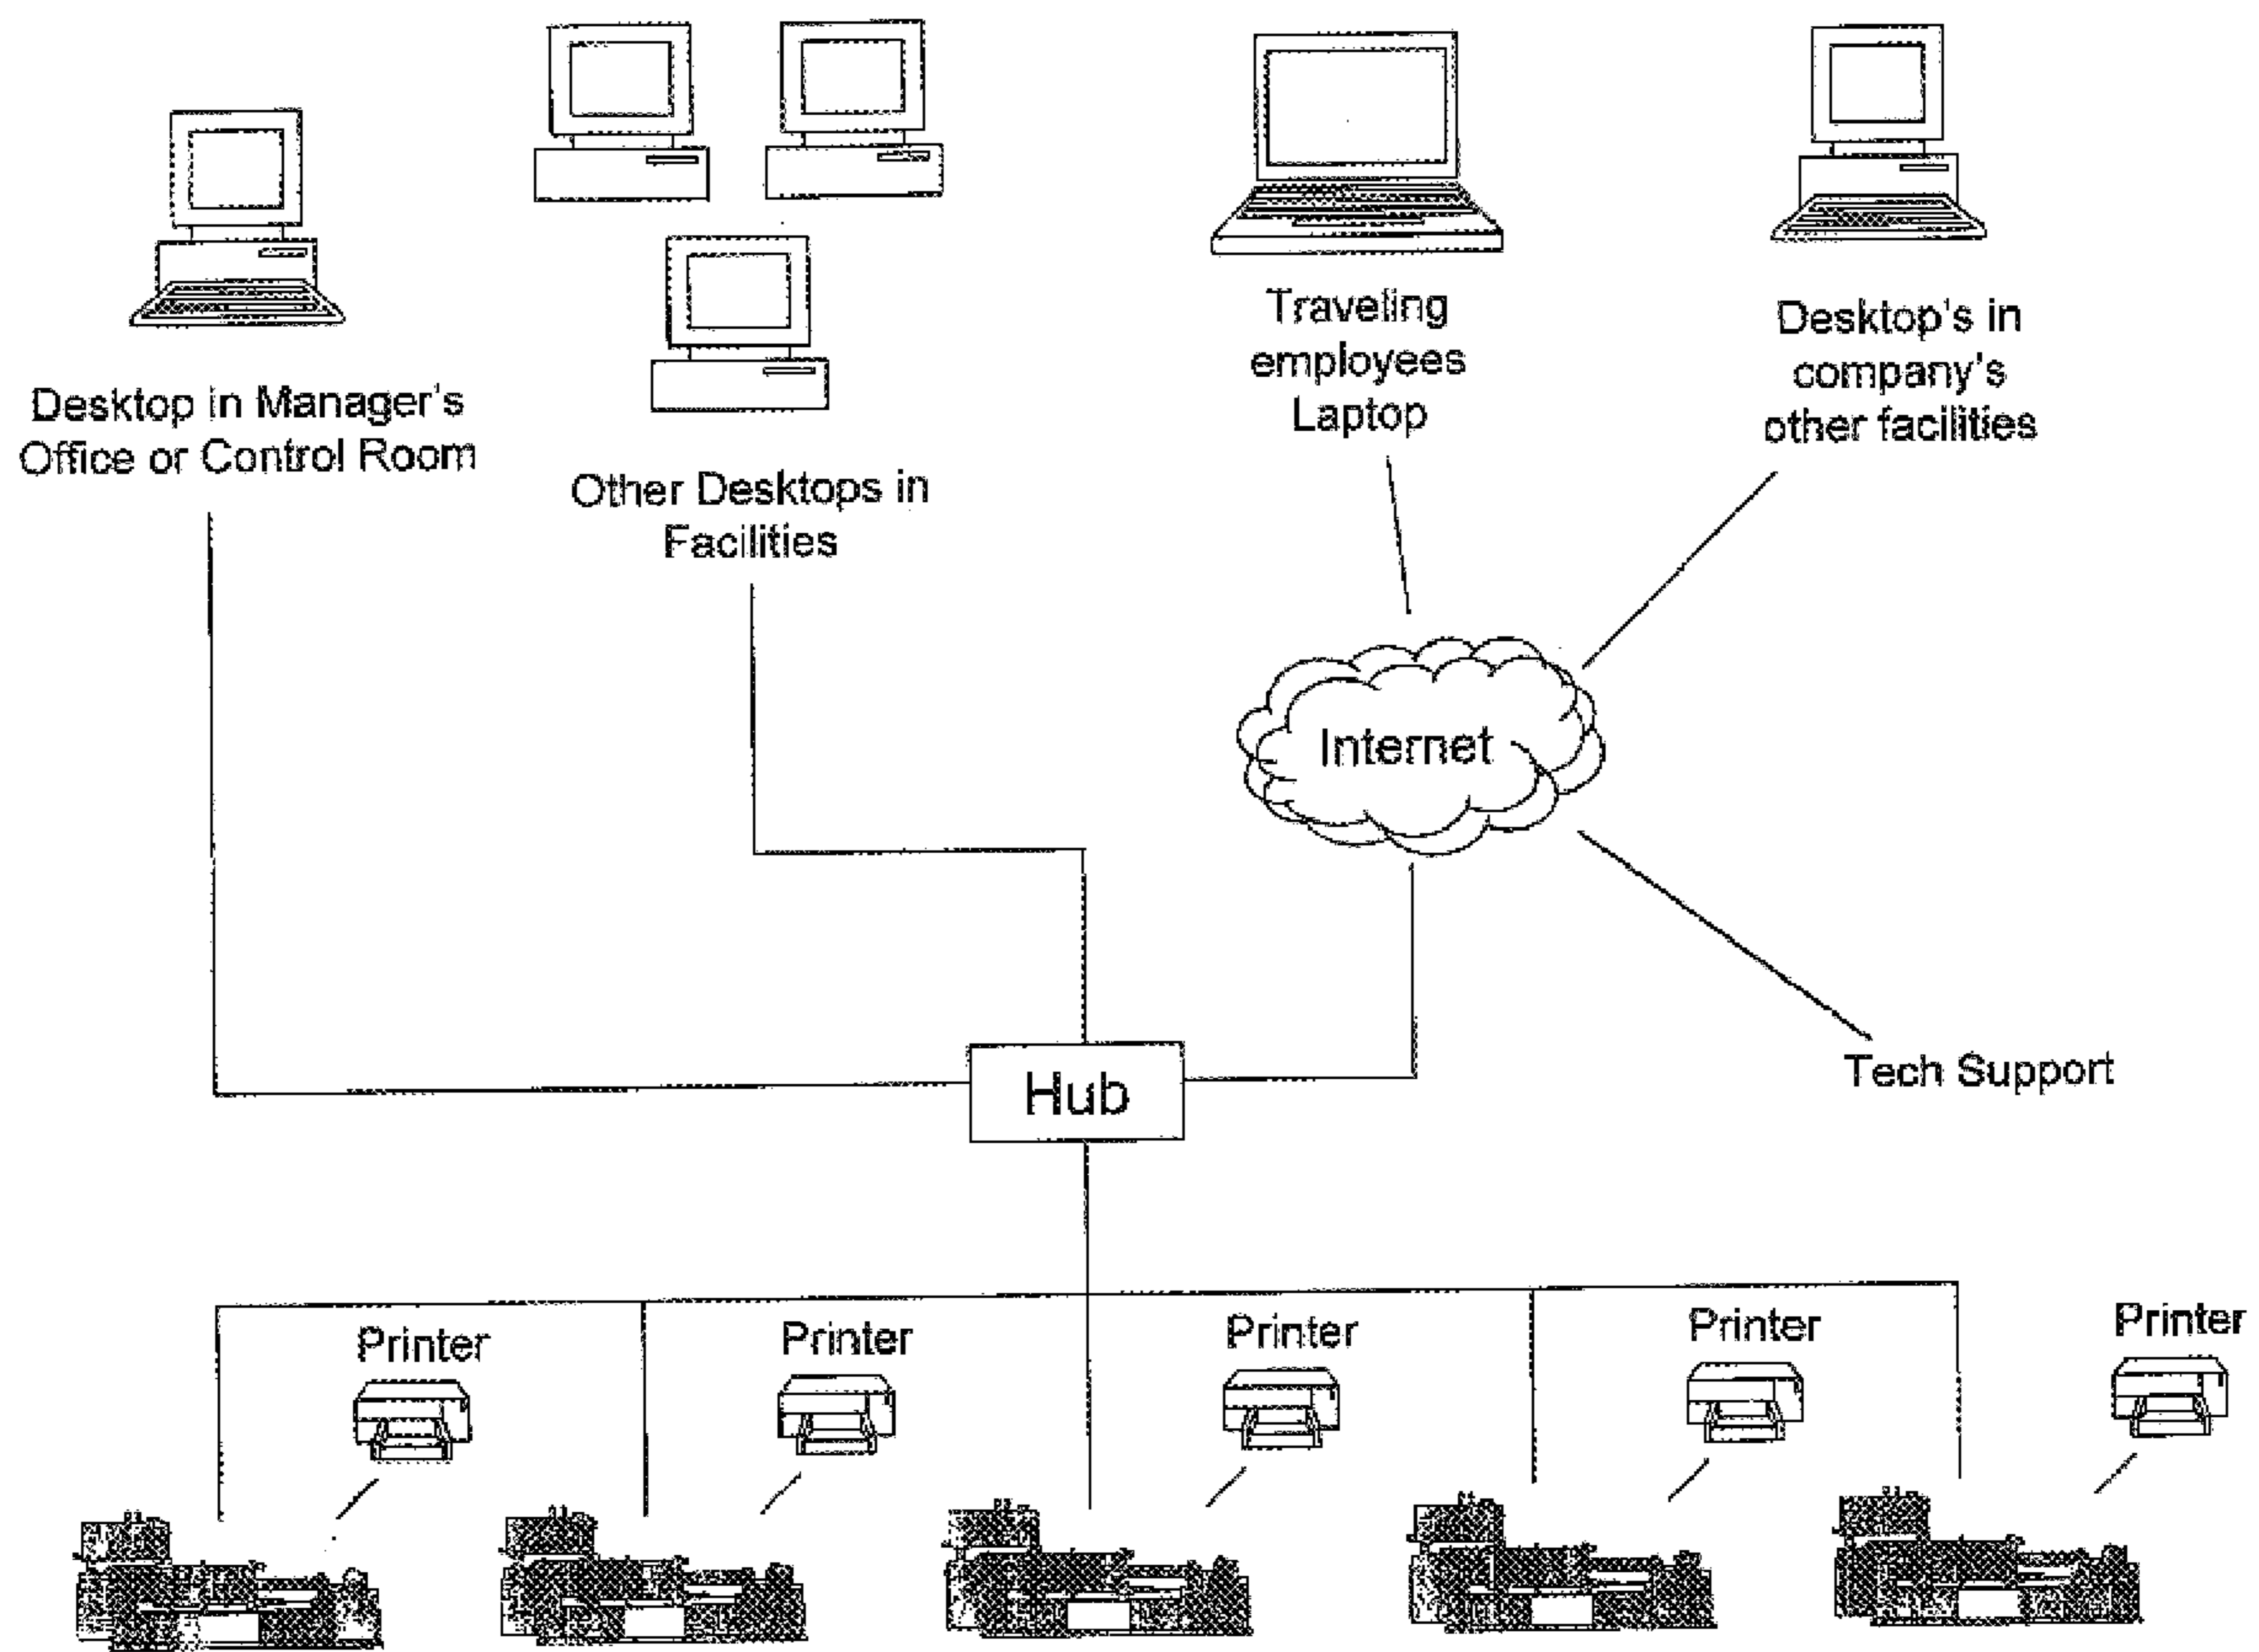 Desktop in Manager's
Office or Control Room
Other Desktops in
Facilities
Traveling
employees
Laptop
Desktop's in
company's
other facilities
Internet
Tech Support
Hub
Printer
Printer
Printer
Printer
Printer